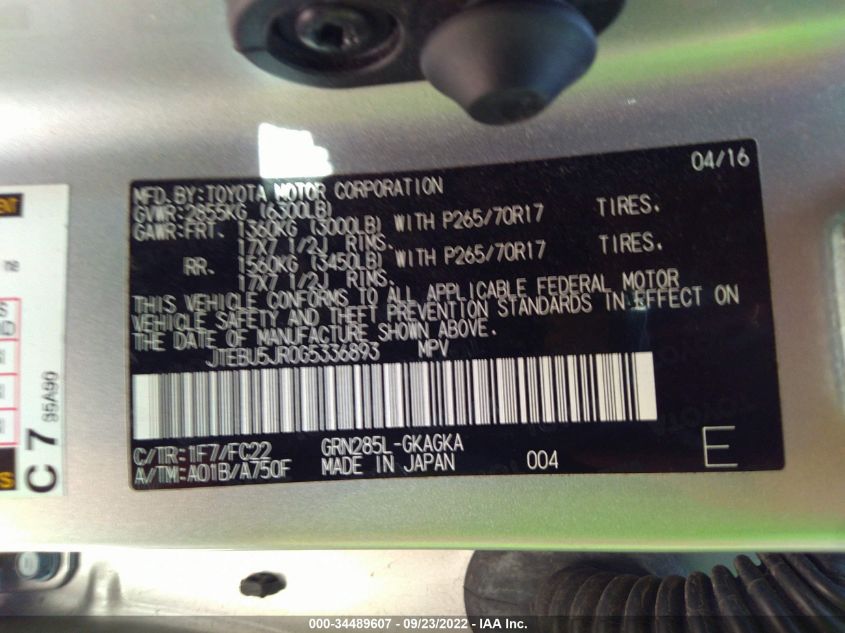 04/16
MFD.BY:TOYOTA MOTOR CORPORATION
GVWR:2855KG (6300LB)
GAWR:FRT. 1360KG (3000LB) WITH P265/70R17 TIRES.
17X7 1/2J RIMS.
RR. 1560KG (3450LB) WITH P265/70R17 TIRES.
17X7 1/2J RIMS.
THIS VEHICLE CONFORMS TO ALL APPLICABLE FEDERAL MOTOR
VEHICLE SAFETY AND THEFT PREVENTION STANDARDS IN EFFECT ON
THE DATE OF MANUFACTURE SHOWN ABOVE.
JTEBU5JR0G5336893 MPV
C/TR:1F7/FC22 GRN285L-GKAGKA
A/TM:A01B/A750F MADE IN JAPAN 004 E
C7 85A90
000-34489607 - 09/23/2022 - IAA Inc.